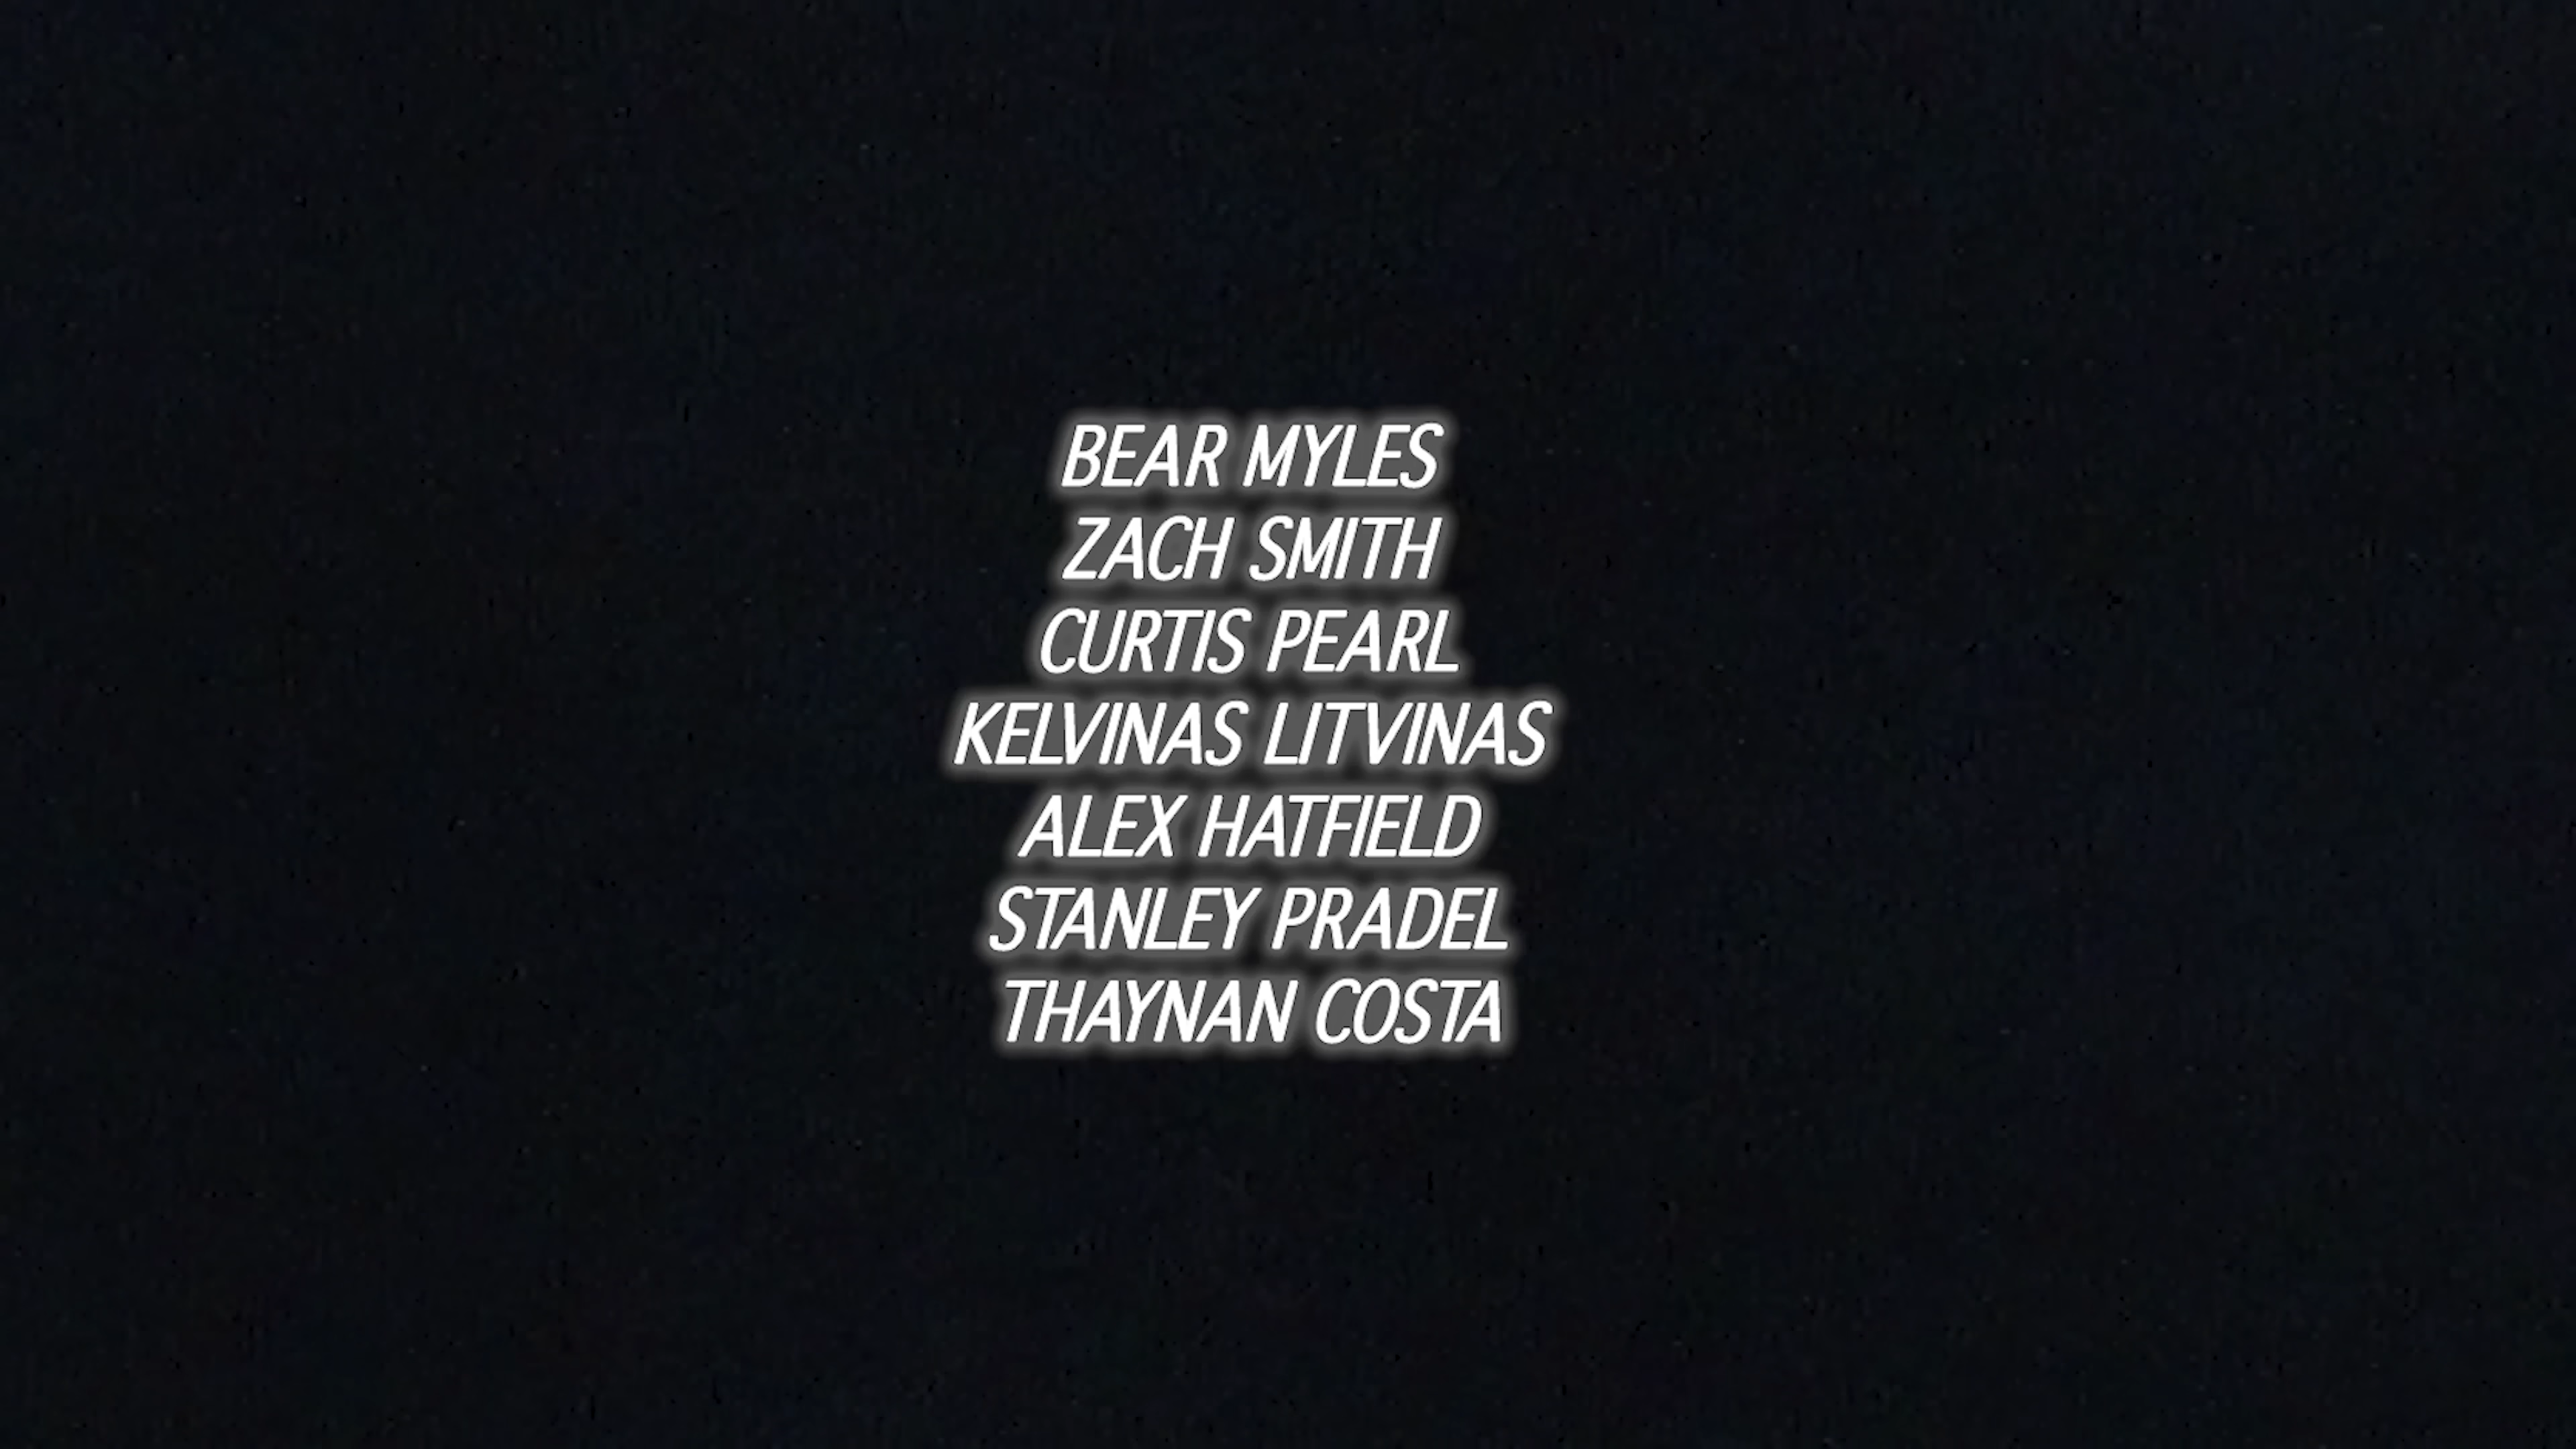 BEAR MYLES
ZACH SMITH
CURTIS PEARL
KELVINAS LITVINAS
ALEX HATFIELD
STANLEY PRADEL
THAYNAN COSTA